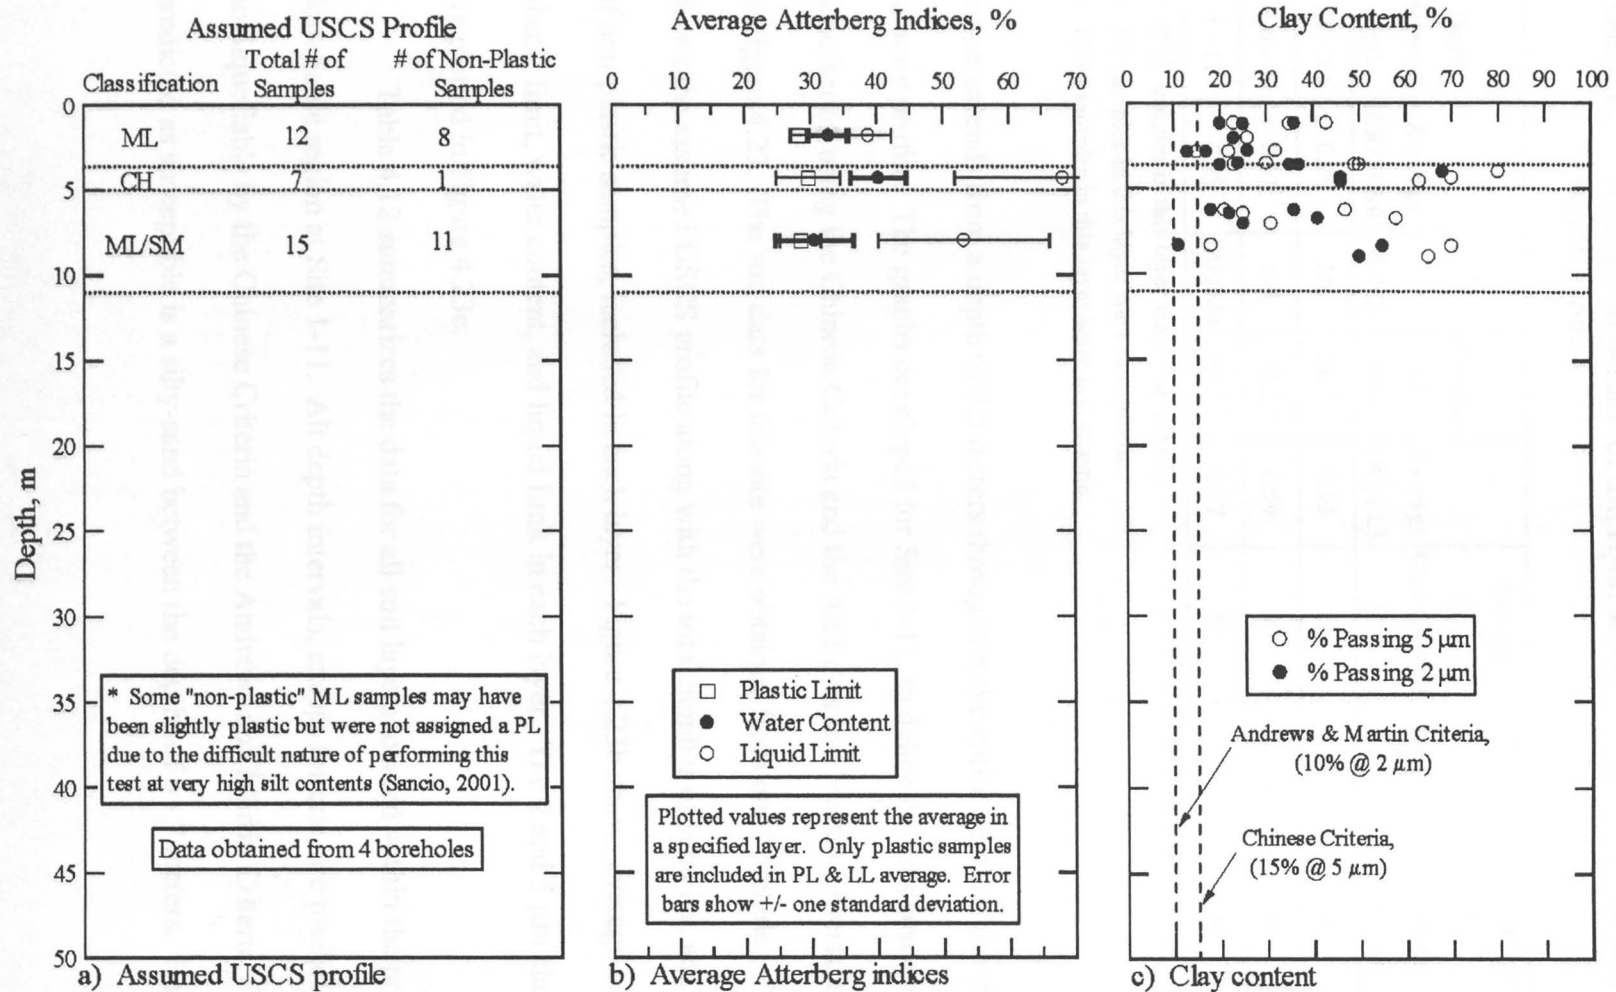 Assumed USCS Profile
Classification
Total # of
Samples
# of Non-Plastic
Samples
ML 12 8
CH 7 1
ML/SM 15 11
0
5
10
15
20
25
30
35
40
45
50
Depth, m
* Some "non-plastic" ML samples may have
been slightly plastic but were not assigned a PL
due to the difficult nature of performing this
test at very high silt contents (Sancio, 2001).
Data obtained from 4 boreholes
a) Assumed USCS profile
Average Atterberg Indices, %
0 10 20 30 40 50 60 70
Plastic Limit
Water Content
Liquid Limit
Plotted values represent the average in
a specified layer. Only plastic samples
are included in PL & LL average. Error
bars show +/- one standard deviation.
b) Average Atterberg indices
Clay Content, %
0 10 20 30 40 50 60 70 80 90 100
% Passing 5 μm
% Passing 2 μm
Andrews & Martin Criteria,
(10% @ 2 μm)
Chinese Criteria,
(15% @ 5 μm)
c) Clay content